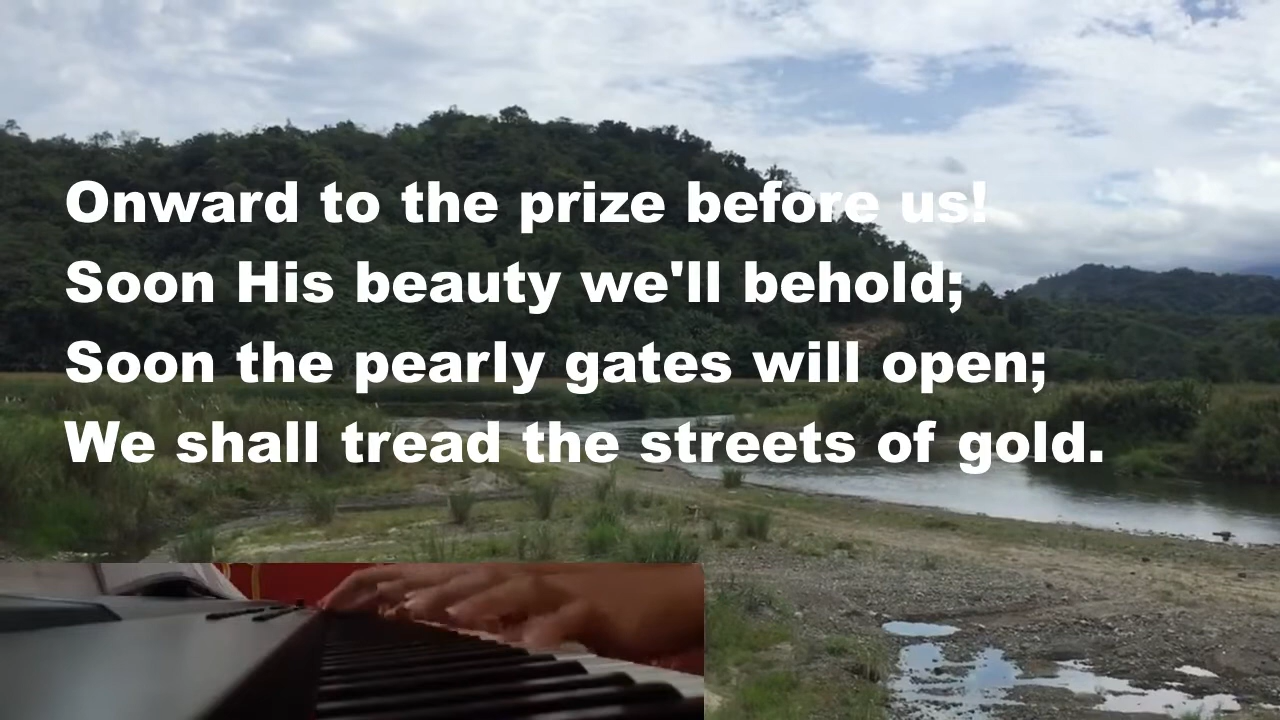 Onward to the prize before us!
Soon His beauty we'll behold;
Soon the pearly gates will open;
We shall tread the streets of gold.